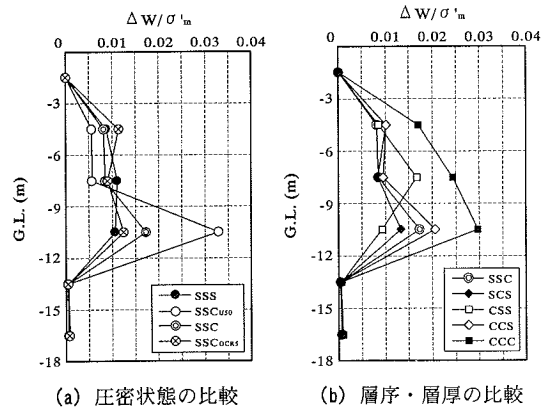 ΔW/σ'm
0 0.01 0.02 0.03 0.04
-3
-6
-9
-12
-15
-18
G.L. (m)
SSS
SSCU50
SSC
SSCOCR5
(a) 圧密状態の比較
ΔW/σ'm
0 0.01 0.02 0.03 0.04
-3
-6
-9
-12
-15
-18
G.L. (m)
SSC
SCS
CSS
CCS
CCC
(b) 層序・層厚の比較